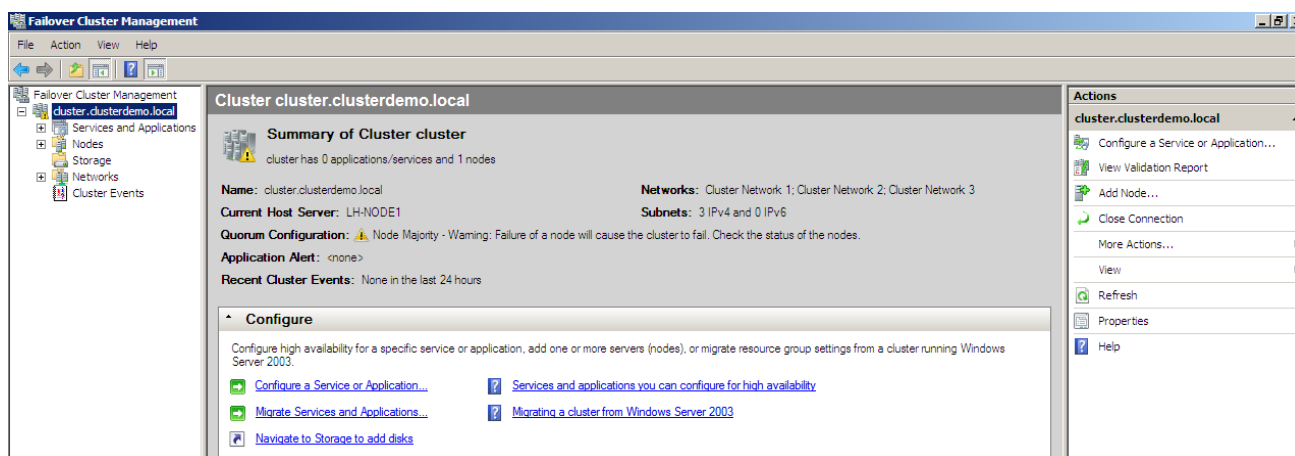 Failover Cluster Management
File Action View Help
Failover Cluster Management
cluster.clusterdemo.local
Services and Applications
Nodes
Storage
Networks
Cluster Events
Cluster cluster.clusterdemo.local
Summary of Cluster cluster
cluster has 0 applications/services and 1 nodes
Name: cluster.clusterdemo.local
Networks: Cluster Network 1; Cluster Network 2; Cluster Network 3
Current Host Server: LH-NODE1
Subnets: 3 IPv4 and 0 IPv6
Quorum Configuration: Node Majority - Warning: Failure of a node will cause the cluster to fail. Check the status of the nodes.
Application Alert: <none>
Recent Cluster Events: None in the last 24 hours
Configure
Configure high availability for a specific service or application, add one or more servers (nodes), or migrate resource group settings from a cluster running Windows
Server 2003.
Configure a Service or Application...
Services and applications you can configure for high availability
Migrate Services and Applications...
Migrating a cluster from Windows Server 2003
Navigate to Storage to add disks
Actions
cluster.clusterdemo.local
Configure a Service or Application...
View Validation Report
Add Node...
Close Connection
More Actions...
View
Refresh
Properties
Help